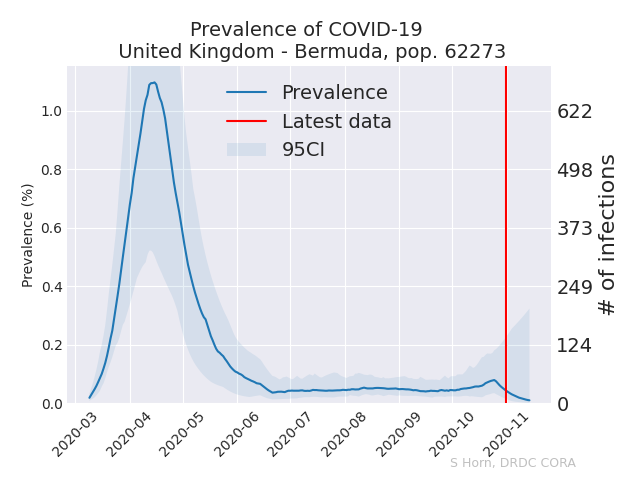 Prevalence of COVID-19
United Kingdom - Bermuda, pop. 62273
Prevalence
Latest data
95CI
Prevalence (%)
1.0
0.8
0.6
0.4
0.2
0.0
622
498
373
249
124
0
# of infections
2020-03
2020-04
2020-05
2020-06
2020-07
2020-08
2020-09
2020-10
2020-11
S Horn, DRDC CORA